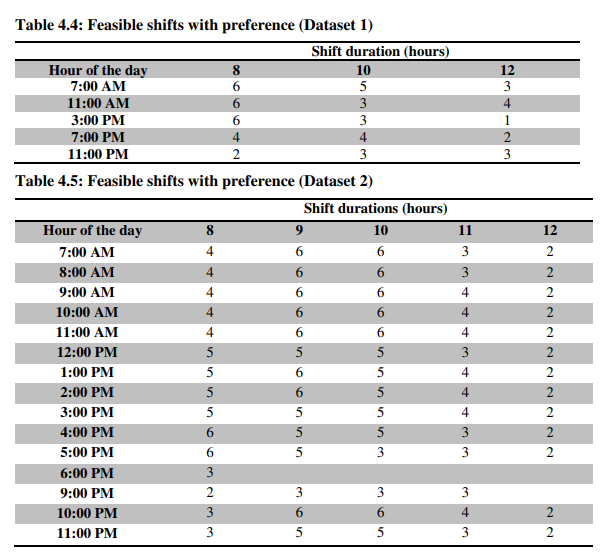 Table 4.4: Feasible shifts with preference (Dataset 1)
Shift duration (hours)
Hour of the day 8 10 12
7:00 AM 6 5 3
11:00 AM 6 3 4
3:00 PM 6 3 1
7:00 PM 4 4 2
11:00 PM 2 3 3
Table 4.5: Feasible shifts with preference (Dataset 2)
Shift durations (hours)
Hour of the day 8 9 10 11 12
7:00 AM 4 6 6 3 2
8:00 AM 4 6 6 3 2
9:00 AM 4 6 6 4 2
10:00 AM 4 6 6 4 2
11:00 AM 4 6 6 4 2
12:00 PM 5 5 5 3 2
1:00 PM 5 6 5 4 2
2:00 PM 5 6 5 4 2
3:00 PM 5 5 5 4 2
4:00 PM 6 5 5 3 2
5:00 PM 6 5 3 3 2
6:00 PM 3
9:00 PM 2 3 3 3
10:00 PM 3 6 6 4 2
11:00 PM 3 5 5 3 2